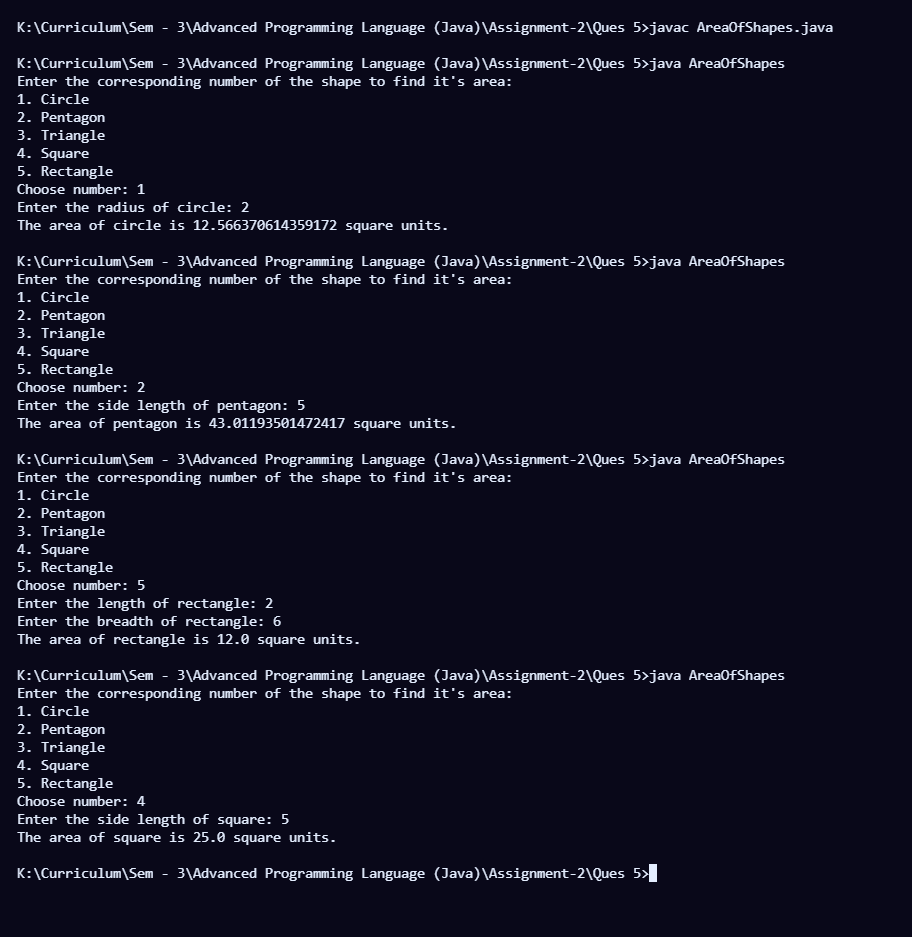 K:\Curriculum\Sem - 3\Advanced Programming Language (Java)\Assignment-2\Ques 5>javac AreaOfShapes.java
K:\Curriculum\Sem - 3\Advanced Programming Language (Java)\Assignment-2\Ques 5>java AreaOfShapes
Enter the corresponding number of the shape to find it's area:
1. Circle
2. Pentagon
3. Triangle
4. Square
5. Rectangle
Choose number: 1
Enter the radius of circle: 2
The area of circle is 12.566370614359172 square units.
K:\Curriculum\Sem - 3\Advanced Programming Language (Java)\Assignment-2\Ques 5>java AreaOfShapes
Enter the corresponding number of the shape to find it's area:
1. Circle
2. Pentagon
3. Triangle
4. Square
5. Rectangle
Choose number: 2
Enter the side length of pentagon: 5
The area of pentagon is 43.01193501472417 square units.
K:\Curriculum\Sem - 3\Advanced Programming Language (Java)\Assignment-2\Ques 5>java AreaOfShapes
Enter the corresponding number of the shape to find it's area:
1. Circle
2. Pentagon
3. Triangle
4. Square
5. Rectangle
Choose number: 5
Enter the length of rectangle: 2
Enter the breadth of rectangle: 6
The area of rectangle is 12.0 square units.
K:\Curriculum\Sem - 3\Advanced Programming Language (Java)\Assignment-2\Ques 5>java AreaOfShapes
Enter the corresponding number of the shape to find it's area:
1. Circle
2. Pentagon
3. Triangle
4. Square
5. Rectangle
Choose number: 4
Enter the side length of square: 5
The area of square is 25.0 square units.
K:\Curriculum\Sem - 3\Advanced Programming Language (Java)\Assignment-2\Ques 5>